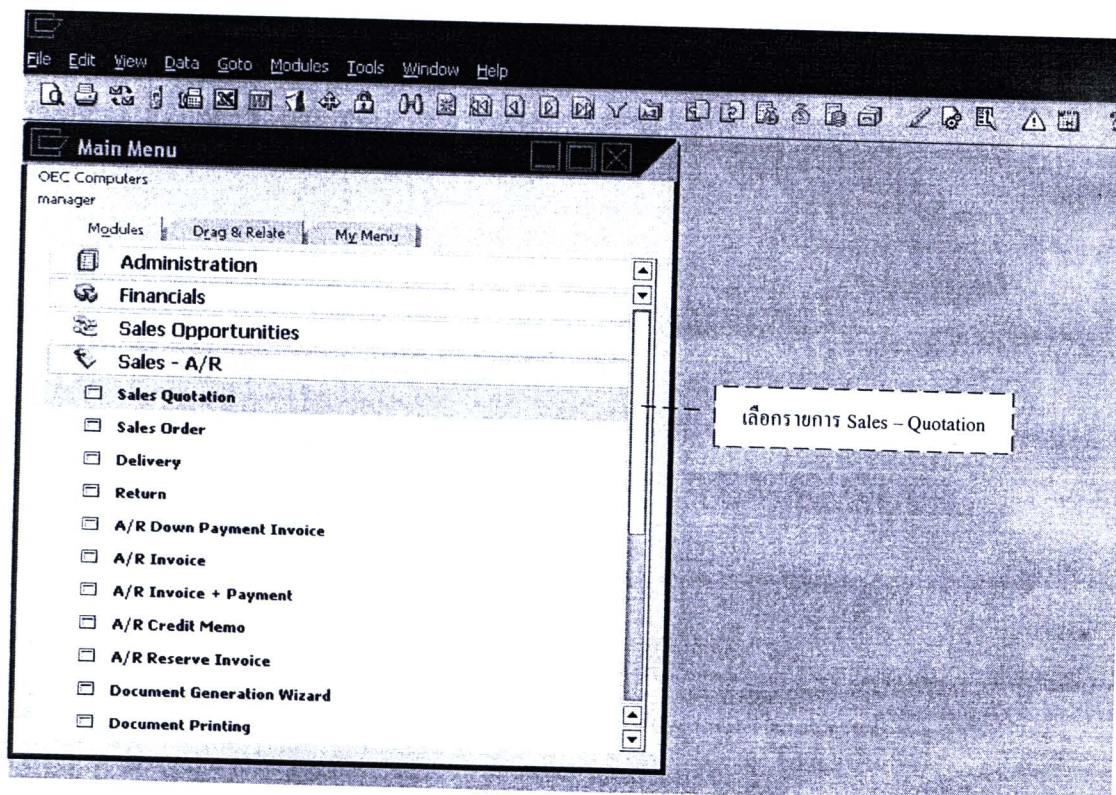 File Edit View Data Goto Modules Tools Window Help
Main Menu
OEC Computers
manager
Modules Drag & Relate My Menu
Administration
Financials
Sales Opportunities
Sales - A/R
Sales Quotation
เลือกรายการ Sales – Quotation
Sales Order
Delivery
Return
A/R Down Payment Invoice
A/R Invoice
A/R Invoice + Payment
A/R Credit Memo
A/R Reserve Invoice
Document Generation Wizard
Document Printing